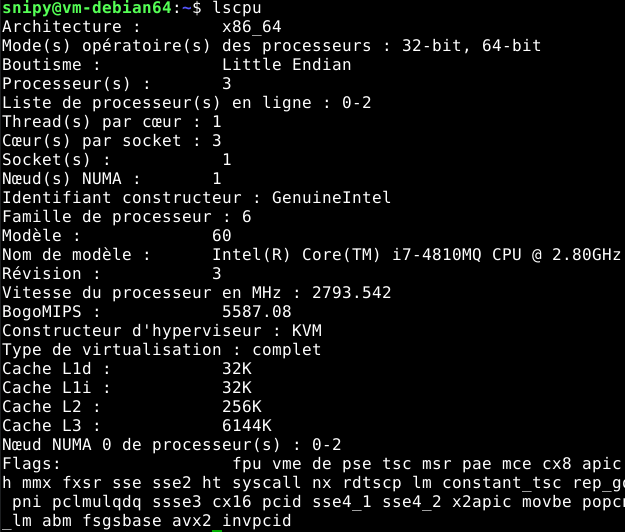 snipy@vm-debian64:~$ lscpu
Architecture : x86_64
Mode(s) opératoire(s) des processeurs : 32-bit, 64-bit
Boutisme : Little Endian
Processeur(s) : 3
Liste de processeur(s) en ligne : 0-2
Thread(s) par cœur : 1
Cœur(s) par socket : 3
Socket(s) : 1
Nœud(s) NUMA : 1
Identifiant constructeur : GenuineIntel
Famille de processeur : 6
Modèle : 60
Nom de modèle : Intel(R) Core(TM) i7-4810MQ CPU @ 2.80GHz
Révision : 3
Vitesse du processeur en MHz : 2793.542
BogoMIPS : 5587.08
Constructeur d'hyperviseur : KVM
Type de virtualisation : complet
Cache L1d : 32K
Cache L1i : 32K
Cache L2 : 256K
Cache L3 : 6144K
Nœud NUMA 0 de processeur(s) : 0-2
Flags: fpu vme de pse tsc msr pae mce cx8 apic
h mmx fxsr sse sse2 ht syscall nx rdtscp lm constant_tsc rep_go
pni pclmulqdq ssse3 cx16 pcid sse4_1 sse4_2 x2apic movbe popcn
_lm abm fsgsbase avx2 invpcid